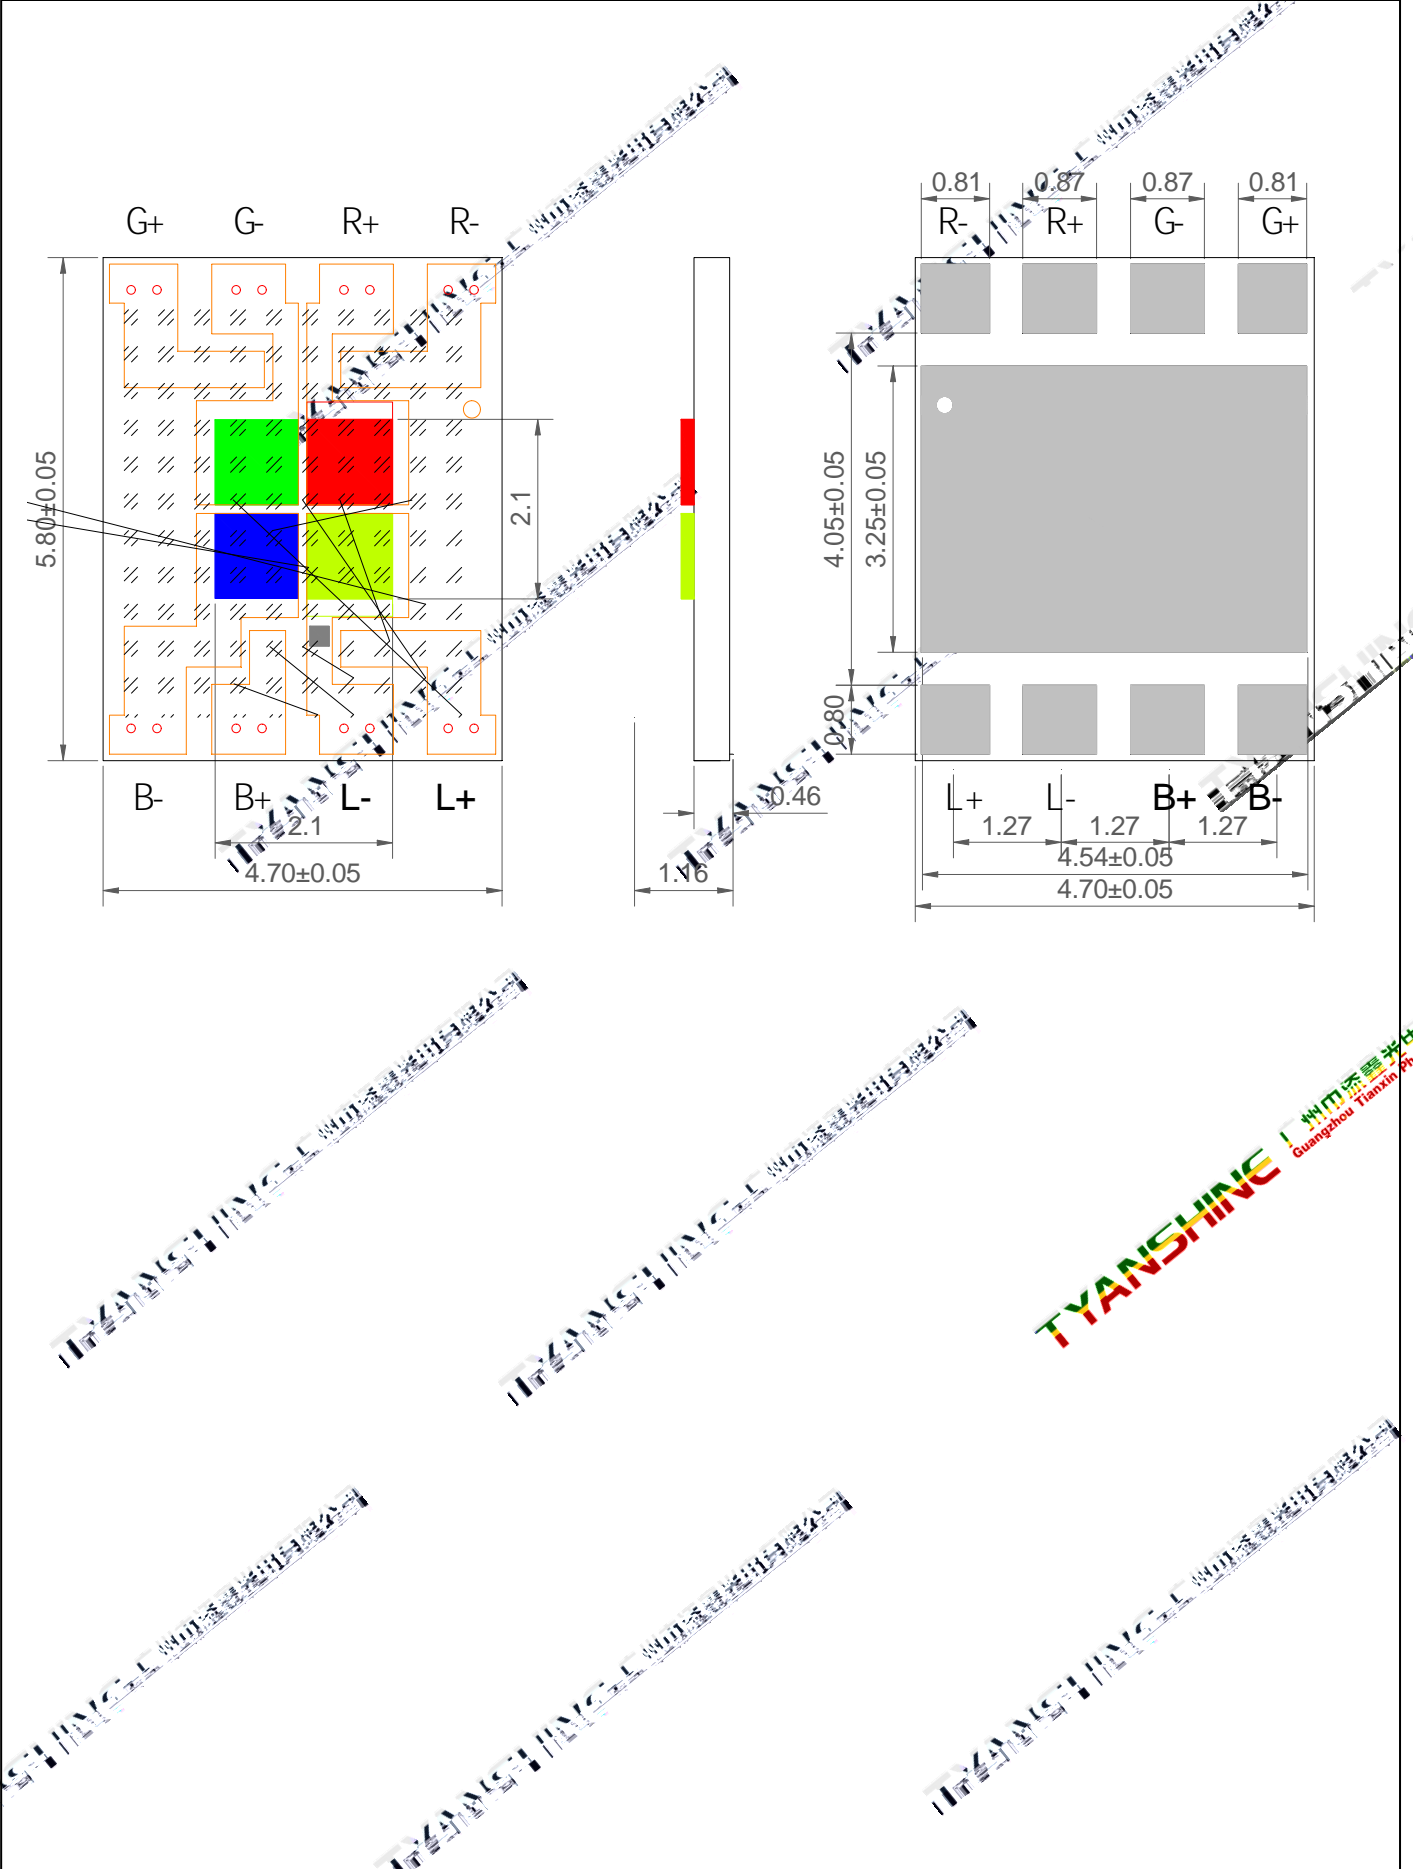 0.81 0.87 0.87 0.81
G+ G- R+ R-
R- R+ G- G+
5.80±0.05
2.1
4.05±0.05
3.25±0.05
0.80
B- B+ L- L+
L+ L- B+ B-
2.1
0.46
1.27 1.27 1.27
4.70±0.05
1.16
4.54±0.05
4.70±0.05
TYANSHINE
Guangzhou Tianxin